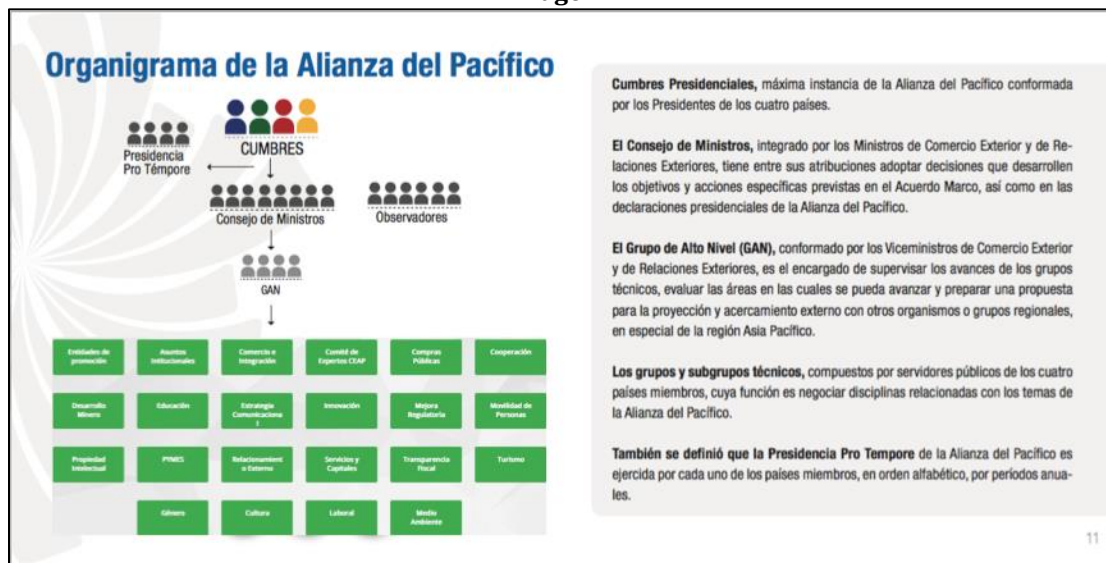 Organigrama de la Alianza del Pacífico
CUMBRES
Presidencia
Pro Témpore
Consejo de Ministros
Observadores
GAN
Entidades de
promoción
Asuntos
Intitucionales
Comercio e
Integración
Comité de
Expertos CEAP
Compras
Públicas
Cooperación
Desarrollo
Minero
Educación
Estrategia
Comunicaciona
l
Innovación
Mejora
Regulatoria
Movilidad de
Personas
Propiedad
Intelectual
PYMES
Relacionamient
o Externo
Servicios y
Capitales
Transparencia
Fiscal
Turismo
Género
Cultura
Laboral
Medio
Ambiente
Cumbres Presidenciales, máxima instancia de la Alianza del Pacífico conformada
por los Presidentes de los cuatro países.
El Consejo de Ministros, integrado por los Ministros de Comercio Exterior y de Re-
laciones Exteriores, tiene entre sus atribuciones adoptar decisiones que desarrollen
los objetivos y acciones específicas previstas en el Acuerdo Marco, así como en las
declaraciones presidenciales de la Alianza del Pacífico.
El Grupo de Alto Nivel (GAN), conformado por los Viceministros de Comercio Exterior
y de Relaciones Exteriores, es el encargado de supervisar los avances de los grupos
técnicos, evaluar las áreas en las cuales se pueda avanzar y preparar una propuesta
para la proyección y acercamiento externo con otros organismos o grupos regionales,
en especial de la región Asia Pacífico.
Los grupos y subgrupos técnicos, compuestos por servidores públicos de los cuatro
países miembros, cuya función es negociar disciplinas relacionadas con los temas de
la Alianza del Pacífico.
También se definió que la Presidencia Pro Tempore de la Alianza del Pacífico es
ejercida por cada uno de los países miembros, en orden alfabético, por períodos anua-
les.
11